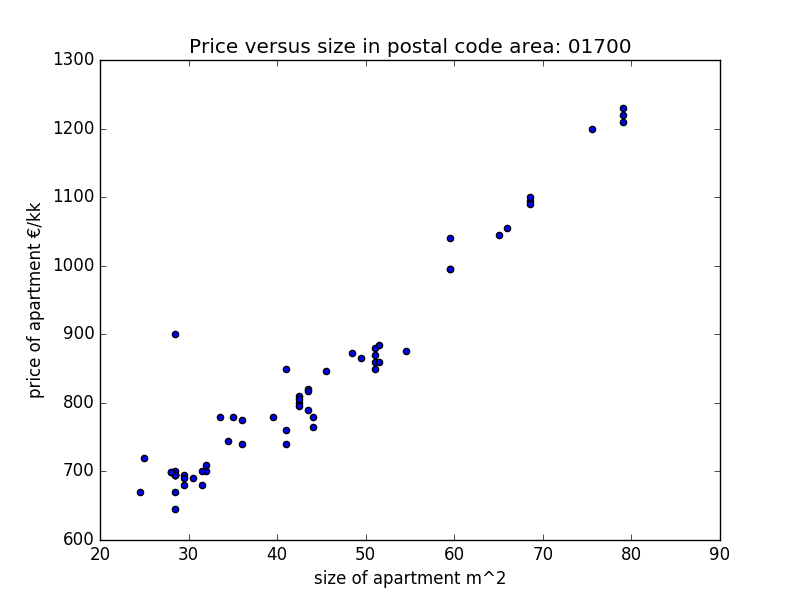 Price versus size in postal code area: 01700
1300
1200
1100
1000
900
800
700
600
price of apartment €/kk
20 30 40 50 60 70 80 90
size of apartment m^2